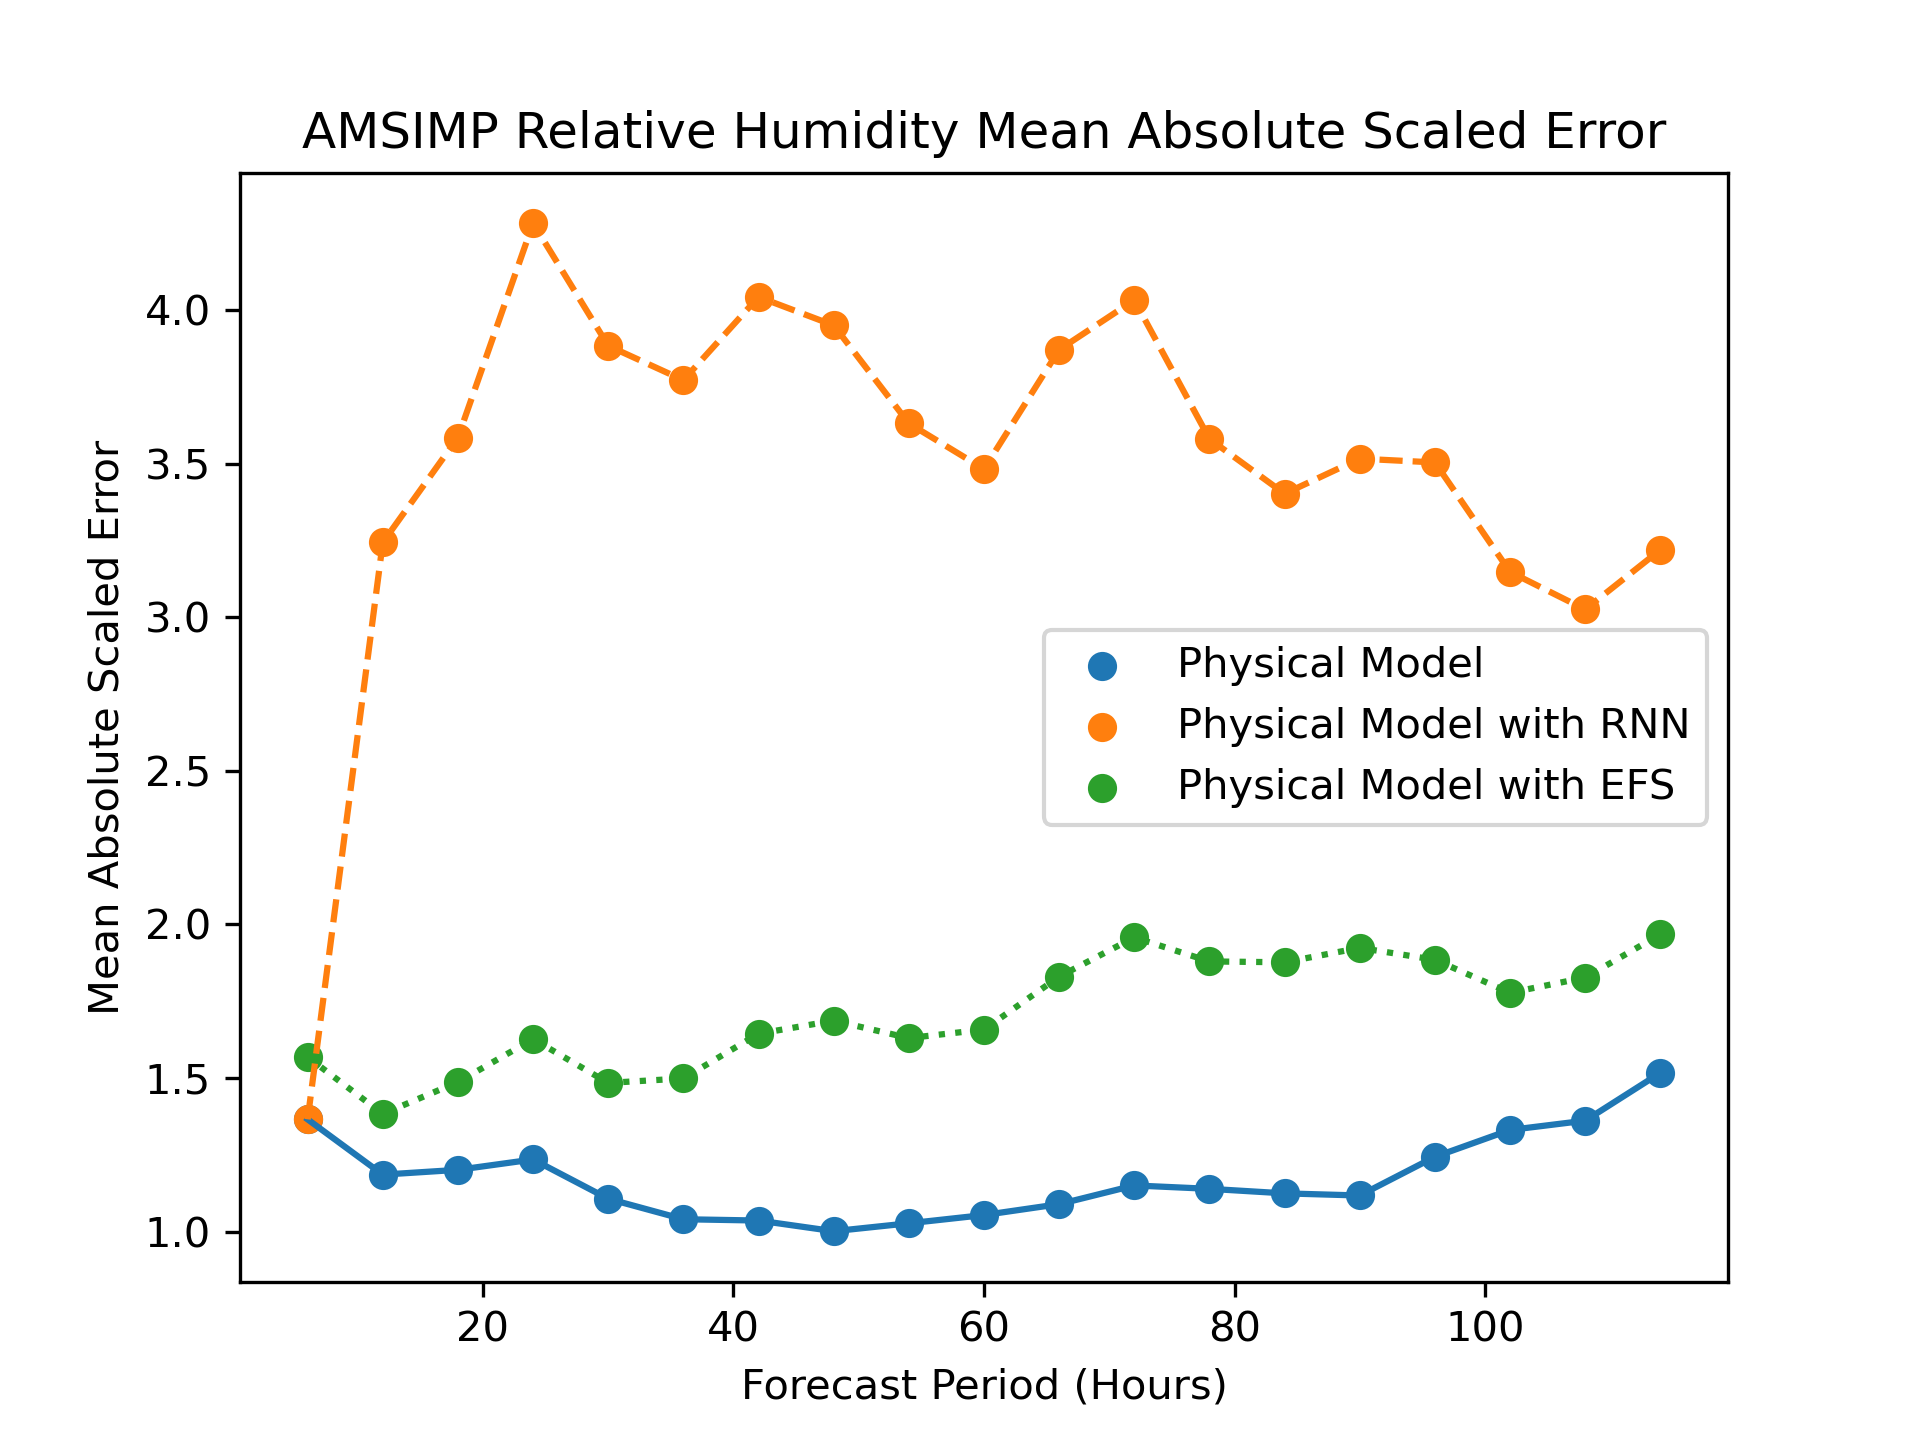 AMSIMP Relative Humidity Mean Absolute Scaled Error
Mean Absolute Scaled Error
4.0
3.5
3.0
2.5
2.0
1.5
1.0
Physical Model
Physical Model with RNN
Physical Model with EFS
20 40 60 80 100
Forecast Period (Hours)